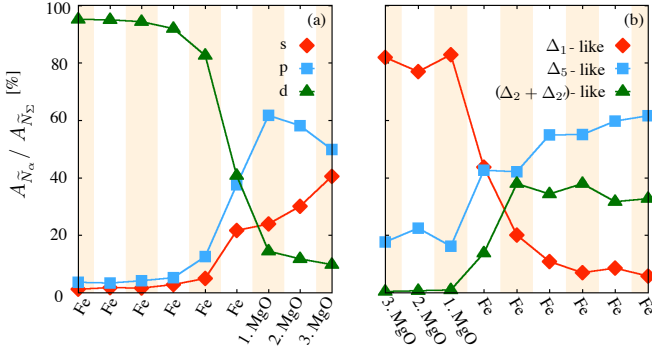 (a)
(b)
100
80
60
40
20
0
A_Ñα / A_ÑΣ [%]
s
p
d
Δ1 - like
Δ5 - like
(Δ2 + Δ2′) - like
Fe
Fe
Fe
Fe
Fe
Fe
1. MgO
2. MgO
3. MgO
3. MgO
2. MgO
1. MgO
Fe
Fe
Fe
Fe
Fe
Fe